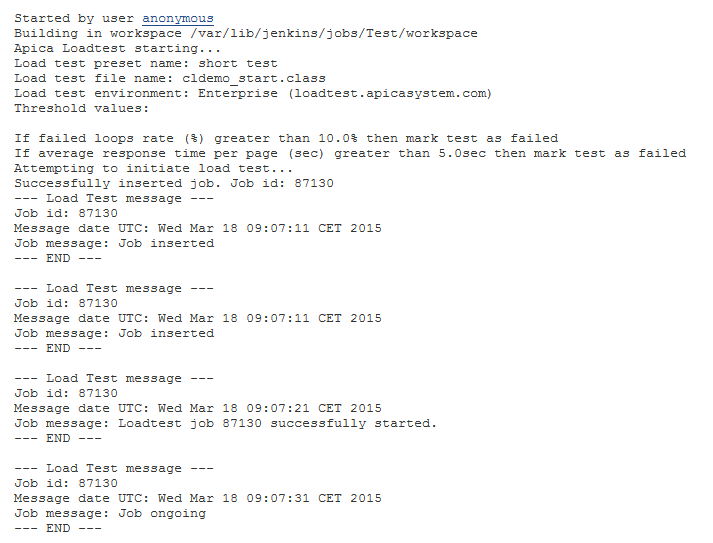 Started by user anonymous
Building in workspace /var/lib/jenkins/jobs/Test/workspace
Apica Loadtest starting...
Load test preset name: short test
Load test file name: cldemo_start.class
Load test environment: Enterprise (loadtest.apicasystem.com)
Threshold values:

If failed loops rate (%) greater than 10.0% then mark test as failed
If average response time per page (sec) greater than 5.0sec then mark test as failed
Attempting to initiate load test...
Successfully inserted job. Job id: 87130
--- Load Test message ---
Job id: 87130
Message date UTC: Wed Mar 18 09:07:11 CET 2015
Job message: Job inserted
--- END ---

--- Load Test message ---
Job id: 87130
Message date UTC: Wed Mar 18 09:07:11 CET 2015
Job message: Job inserted
--- END ---

--- Load Test message ---
Job id: 87130
Message date UTC: Wed Mar 18 09:07:21 CET 2015
Job message: Loadtest job 87130 successfully started.
--- END ---

--- Load Test message ---
Job id: 87130
Message date UTC: Wed Mar 18 09:07:31 CET 2015
Job message: Job ongoing
--- END ---